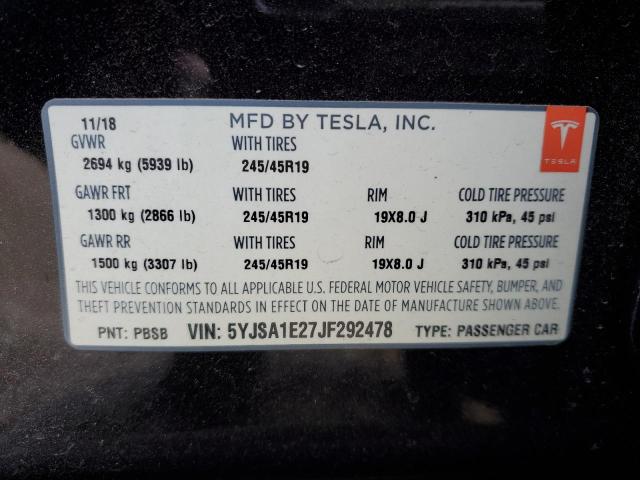 11/18 MFD BY TESLA, INC.
GVWR WITH TIRES TESLA
2694 kg (5939 lb) 245/45R19
GAWR FRT WITH TIRES RIM COLD TIRE PRESSURE
1300 kg (2866 lb) 245/45R19 19X8.0 J 310 kPa, 45 psi
GAWR RR WITH TIRES RIM COLD TIRE PRESSURE
1500 kg (3307 lb) 245/45R19 19X8.0 J 310 kPa, 45 psi
THIS VEHICLE CONFORMS TO ALL APPLICABLE U.S. FEDERAL MOTOR VEHICLE SAFETY, BUMPER, AND
THEFT PREVENTION STANDARDS IN EFFECT ON THE DATE OF MANUFACTURE SHOWN ABOVE.
PNT: PBSB VIN: 5YJSA1E27JF292478 TYPE: PASSENGER CAR